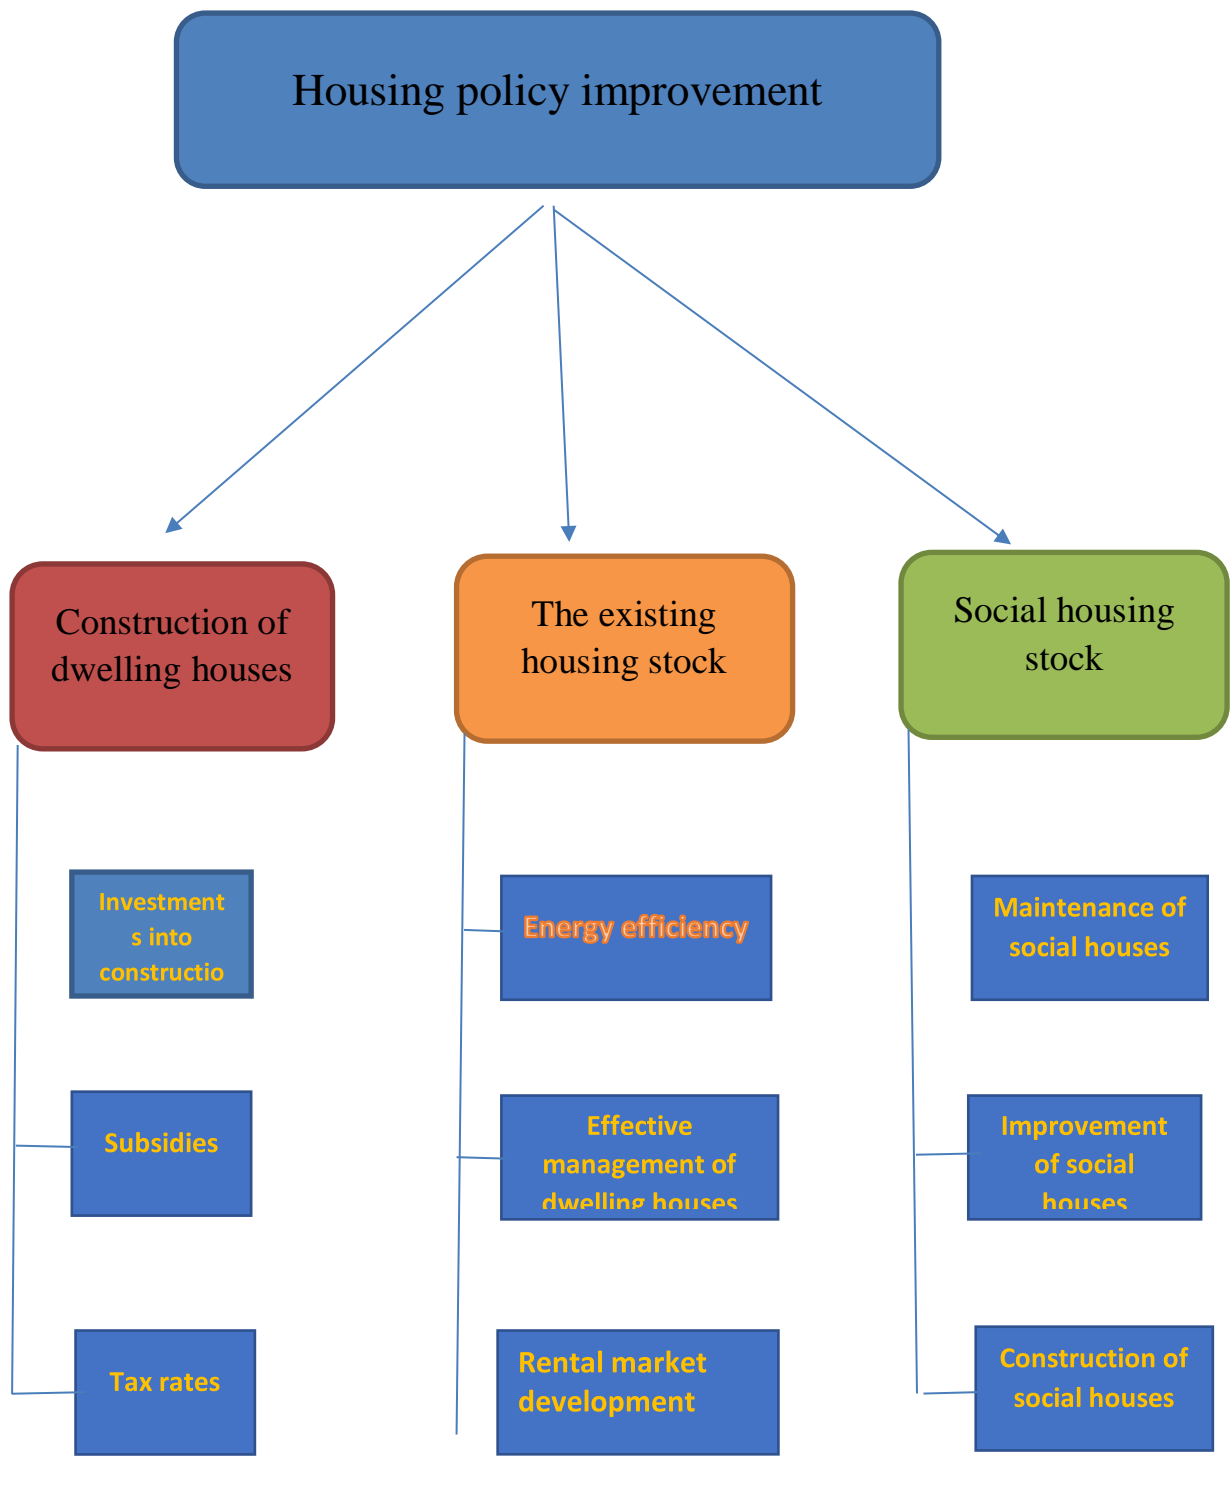 Housing policy improvement
Construction of
dwelling houses
The existing
housing stock
Social housing
stock
Investment
s into
constructio
Energy efficiency
Maintenance of
social houses
Subsidies
Effective
management of
dwelling houses
Improvement
of social
houses
Tax rates
Rental market
development
Construction of
social houses